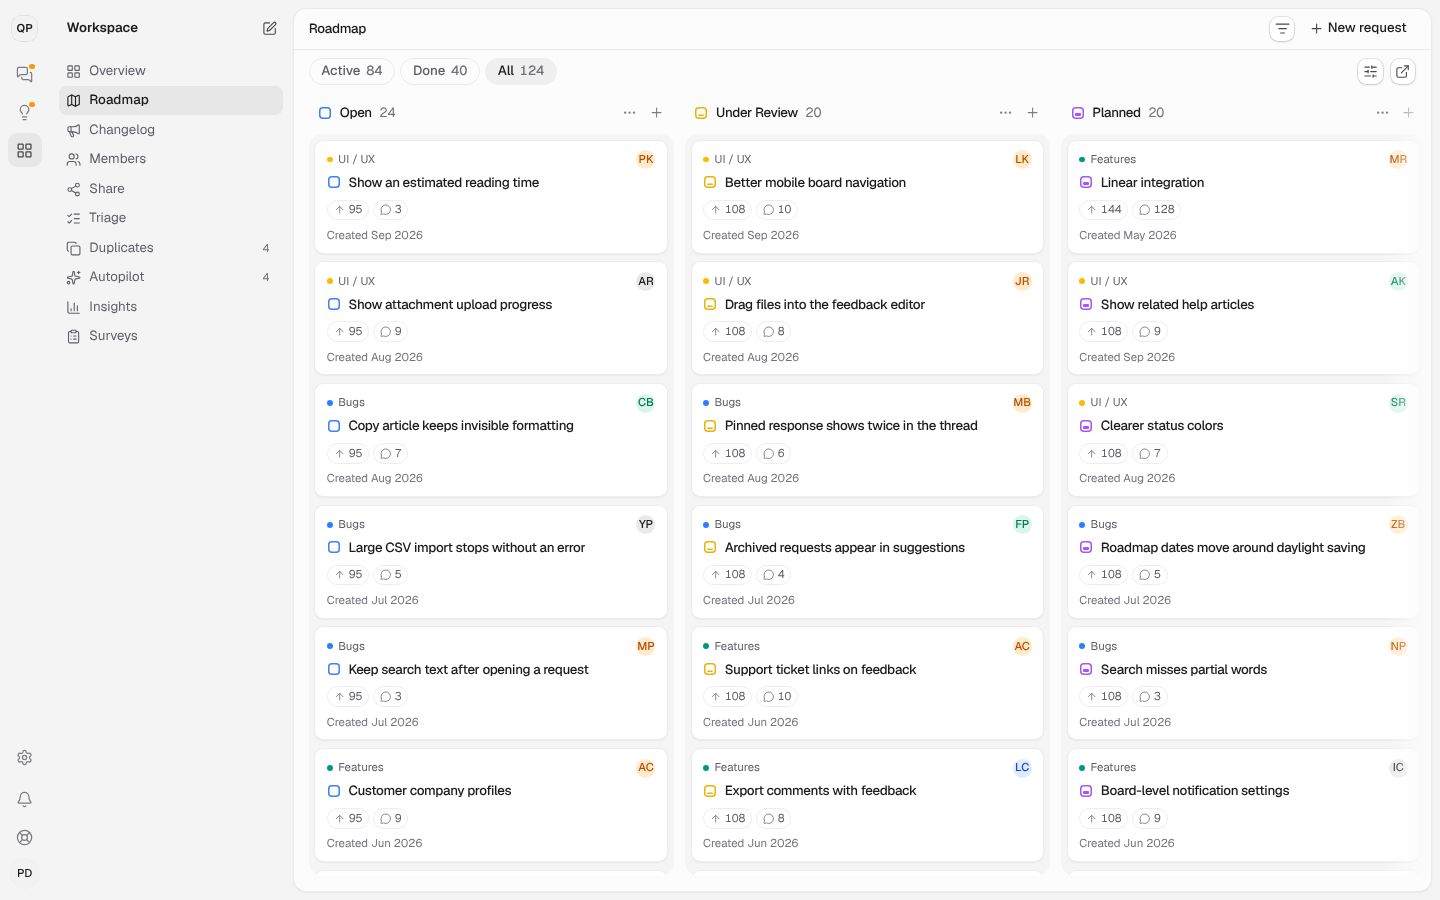 QP
Workspace
Overview
Roadmap
Changelog
Members
Share
Triage
Duplicates 4
Autopilot 4
Insights
Surveys
PD
Roadmap
New request
Active 84
Done 40
All 124
Open 24
UI / UX PK
Show an estimated reading time
95 3
Created Sep 2026
UI / UX AR
Show attachment upload progress
95 9
Created Aug 2026
Bugs CB
Copy article keeps invisible formatting
95 7
Created Aug 2026
Bugs YP
Large CSV import stops without an error
95 5
Created Jul 2026
Bugs MP
Keep search text after opening a request
95 3
Created Jul 2026
Features AC
Customer company profiles
95 9
Created Jun 2026
Under Review 20
UI / UX LK
Better mobile board navigation
108 10
Created Sep 2026
UI / UX JR
Drag files into the feedback editor
108 8
Created Aug 2026
Bugs MB
Pinned response shows twice in the thread
108 6
Created Aug 2026
Bugs FP
Archived requests appear in suggestions
108 4
Created Jul 2026
Features AC
Support ticket links on feedback
108 10
Created Jun 2026
Features LC
Export comments with feedback
108 8
Created Jun 2026
Planned 20
Features MR
Linear integration
144 128
Created May 2026
UI / UX AK
Show related help articles
108 9
Created Sep 2026
UI / UX SR
Clearer status colors
108 7
Created Aug 2026
Bugs ZB
Roadmap dates move around daylight saving
108 5
Created Jul 2026
Bugs NP
Search misses partial words
108 3
Created Jul 2026
Features IC
Board-level notification settings
108 9
Created Jun 2026